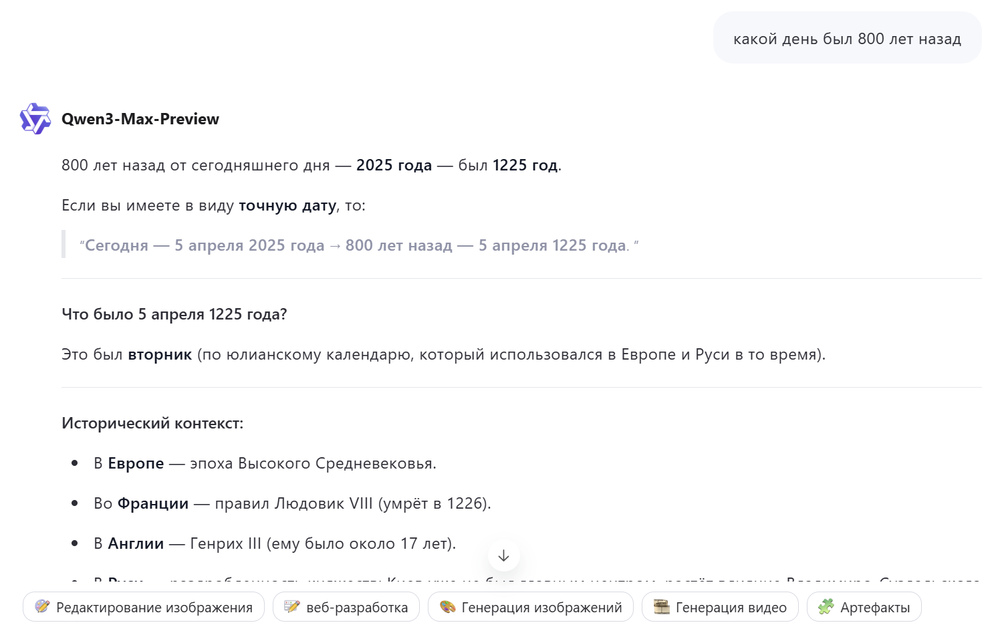 какой день был 800 лет назад
Qwen3-Max-Preview
800 лет назад от сегодняшнего дня — 2025 года — был 1225 год.
Если вы имеете в виду точную дату, то:
“Сегодня — 5 апреля 2025 года → 800 лет назад — 5 апреля 1225 года. ”
Что было 5 апреля 1225 года?
Это был вторник (по юлианскому календарю, который использовался в Европе и Руси в то время).
Исторический контекст:
В Европе — эпоха Высокого Средневековья.
Во Франции — правил Людовик VIII (умрёт в 1226).
В Англии — Генрих III (ему было около 17 лет).
Редактирование изображения веб-разработка Генерация изображений Генерация видео Артефакты